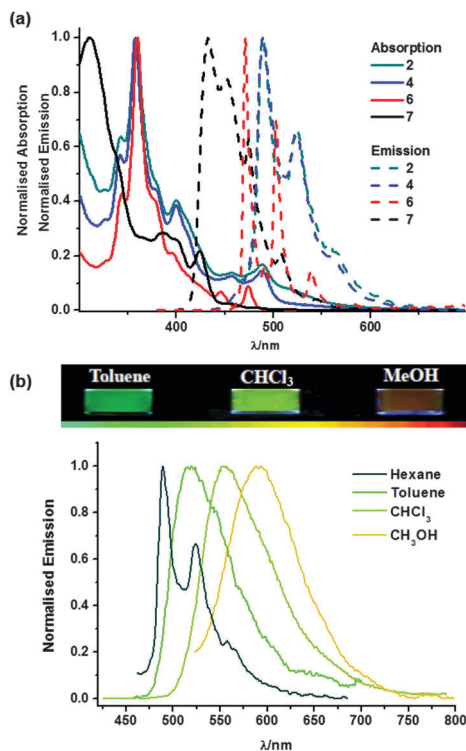 (a)
Normalised Absorption
Normalised Emission
1.0
0.8
0.6
0.4
0.2
0.0
400
500
600
λ/nm
Absorption
2
4
6
7
Emission
2
4
6
7
(b)
Toluene
CHCl₃
MeOH
Normalised Emission
1.0
0.8
0.6
0.4
0.2
0.0
450
500
550
600
650
700
750
800
λ/nm
Hexane
Toluene
CHCl₃
CH₃OH